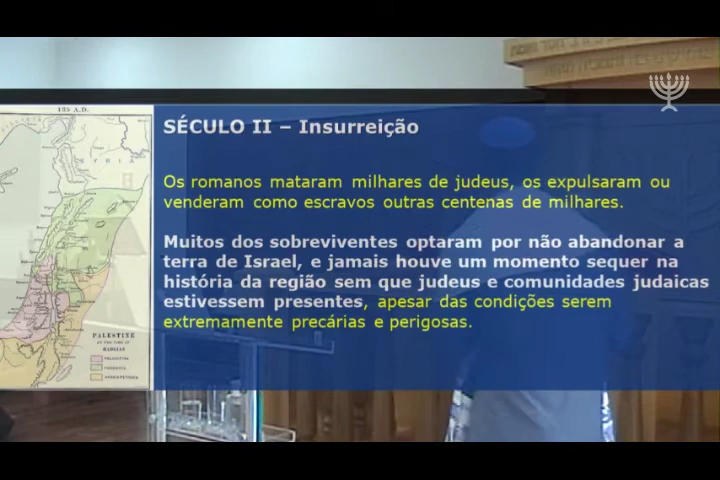 135 A.D.
SYRIA
PALESTINE
HADRIAN
SÉCULO II – Insurreição
Os romanos mataram milhares de judeus, os expulsaram ou
venderam como escravos outras centenas de milhares.
Muitos dos sobreviventes optaram por não abandonar a
terra de Israel, e jamais houve um momento sequer na
história da região sem que judeus e comunidades judaicas
estivessem presentes, apesar das condições serem
extremamente precárias e perigosas.